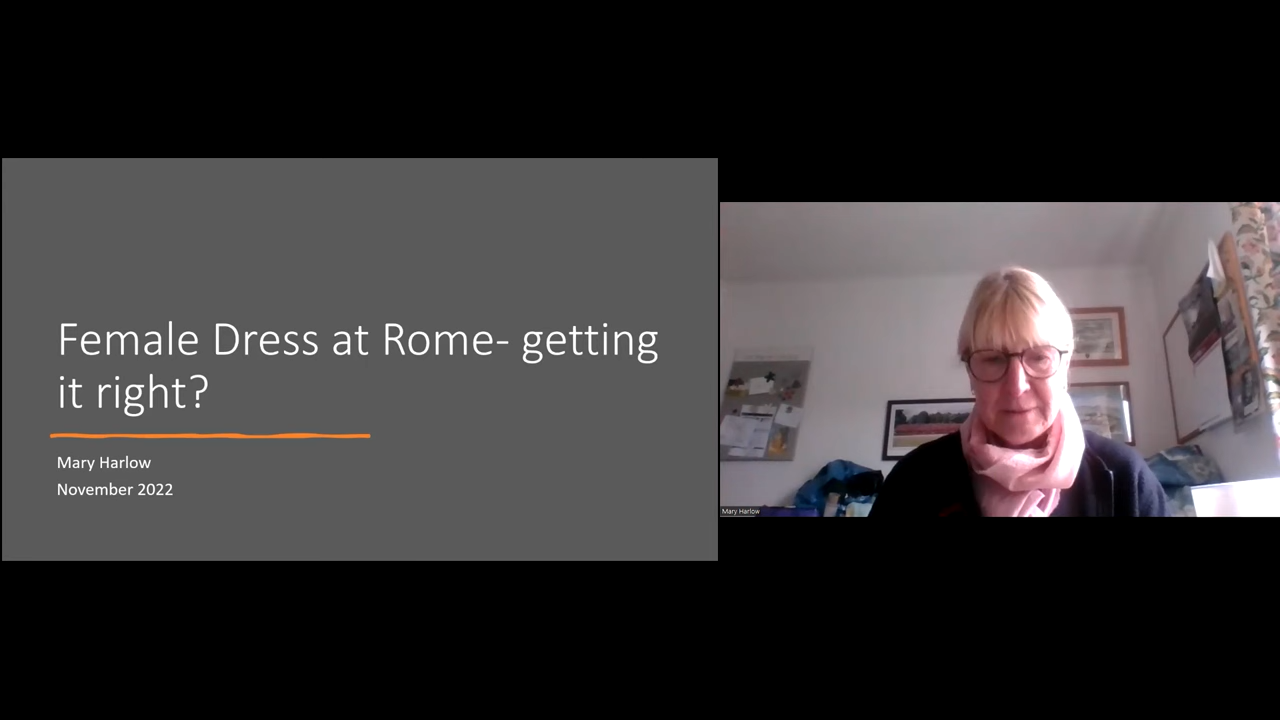 Female Dress at Rome- getting
it right?
Mary Harlow
November 2022
Mary Harlow